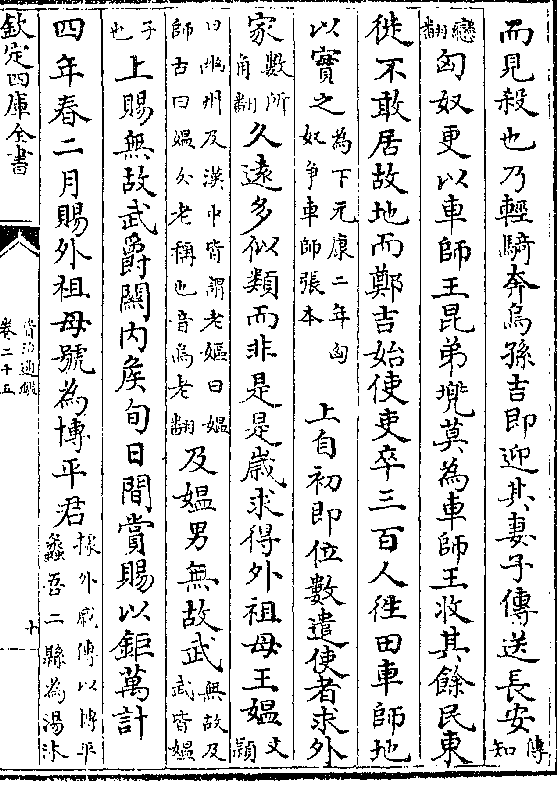 而見殺也乃輕騎奔烏孫吉即迎其妻子傳送長安傳知
戀翻匈奴更以車師王昆弟兠莫為車師王收其餘民東
徙不敢居故地而鄭吉始使吏卒三百人徃田車師地
以實之為下元康二年匈奴爭車師張本上自初即位數遣使者求外
家數所角翻久遠多似類而非是是歲求得外祖母王媼文頴
曰幽州及漢中皆謂老嫗曰媼師古曰媼女老稱也音烏老翻及媼男無故武無故及武皆媼
子也上賜無故武爵關内矦旬日間賞賜以鉅萬計
四年春二月賜外祖母號為博平君據外戚傳以博平蠡吾二縣為湯沐
欽定四庫全書
資治通鑑
卷二十五
十